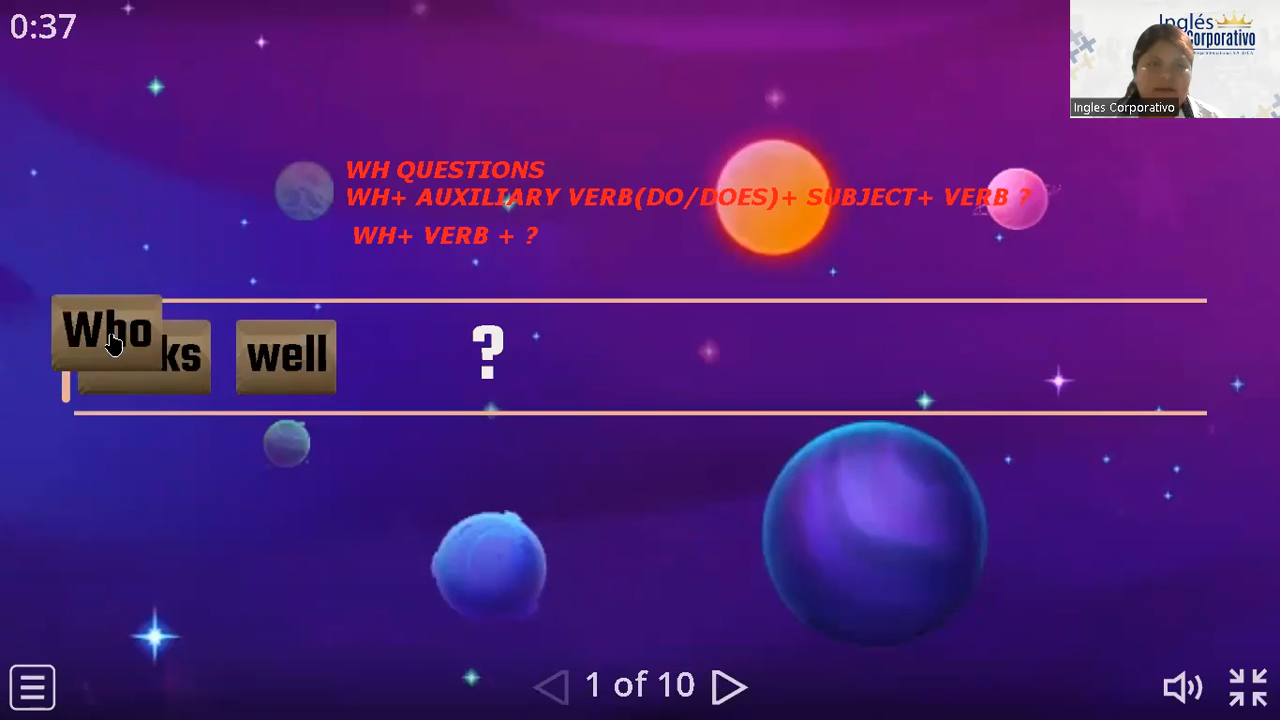 0:37
Inglés
Corporativo
Ingles Corporativo
WH QUESTIONS
WH+ AUXILIARY VERB(DO/DOES)+ SUBJECT+ VERB ?
WH+ VERB + ?
Who ks well ?
1 of 10